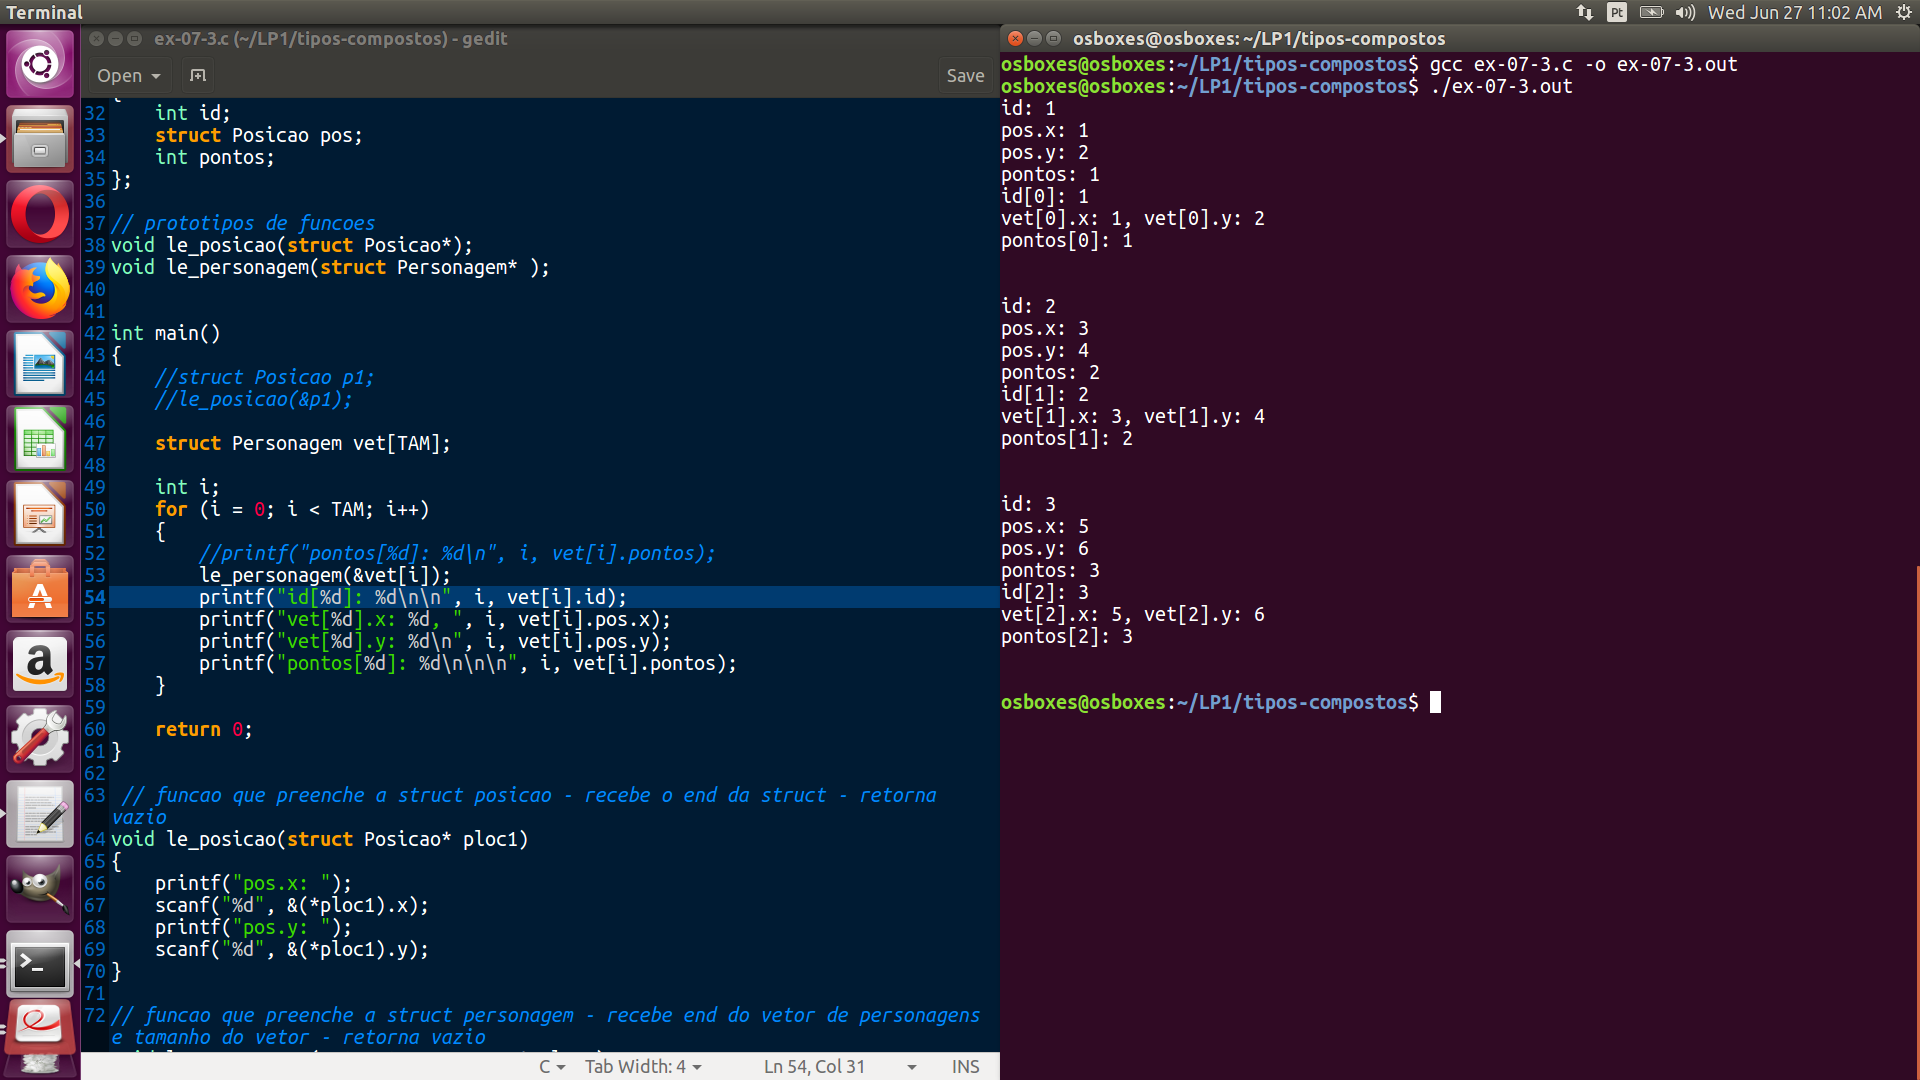 Terminal
Pt
Wed Jun 27 11:02 AM
ex-07-3.c (~/LP1/tipos-compostos) - gedit
Open
Save
32     int id;
33     struct Posicao pos;
34     int pontos;
35 };
36
37 // prototipos de funcoes
38 void le_posicao(struct Posicao*);
39 void le_personagem(struct Personagem* );
40
41
42 int main()
43 {
44     //struct Posicao p1;
45     //le_posicao(&p1);
46
47     struct Personagem vet[TAM];
48
49     int i;
50     for (i = 0; i < TAM; i++)
51     {
52         //printf("pontos[%d]: %d\n", i, vet[i].pontos);
53         le_personagem(&vet[i]);
54         printf("id[%d]: %d\n\n", i, vet[i].id);
55         printf("vet[%d].x: %d, ", i, vet[i].pos.x);
56         printf("vet[%d].y: %d\n", i, vet[i].pos.y);
57         printf("pontos[%d]: %d\n\n\n", i, vet[i].pontos);
58     }
59
60     return 0;
61 }
62
63  // funcao que preenche a struct posicao - recebe o end da struct - retorna
vazio
64 void le_posicao(struct Posicao* ploc1)
65 {
66     printf("pos.x: ");
67     scanf("%d", &(*ploc1).x);
68     printf("pos.y: ");
69     scanf("%d", &(*ploc1).y);
70 }
71
72 // funcao que preenche a struct personagem - recebe end do vetor de personagens
e tamanho do vetor - retorna vazio
C
Tab Width: 4
Ln 54, Col 31
INS
osboxes@osboxes: ~/LP1/tipos-compostos
osboxes@osboxes:~/LP1/tipos-compostos$ gcc ex-07-3.c -o ex-07-3.out
osboxes@osboxes:~/LP1/tipos-compostos$ ./ex-07-3.out
id: 1
pos.x: 1
pos.y: 2
pontos: 1
id[0]: 1
vet[0].x: 1, vet[0].y: 2
pontos[0]: 1
id: 2
pos.x: 3
pos.y: 4
pontos: 2
id[1]: 2
vet[1].x: 3, vet[1].y: 4
pontos[1]: 2
id: 3
pos.x: 5
pos.y: 6
pontos: 3
id[2]: 3
vet[2].x: 5, vet[2].y: 6
pontos[2]: 3
osboxes@osboxes:~/LP1/tipos-compostos$